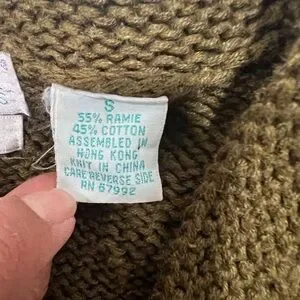 S
55% RAMIE
45% COTTON
ASSEMBLED IN
HONG KONG
KNIT IN CHINA
CARE REVERSE SIDE
RN 67992